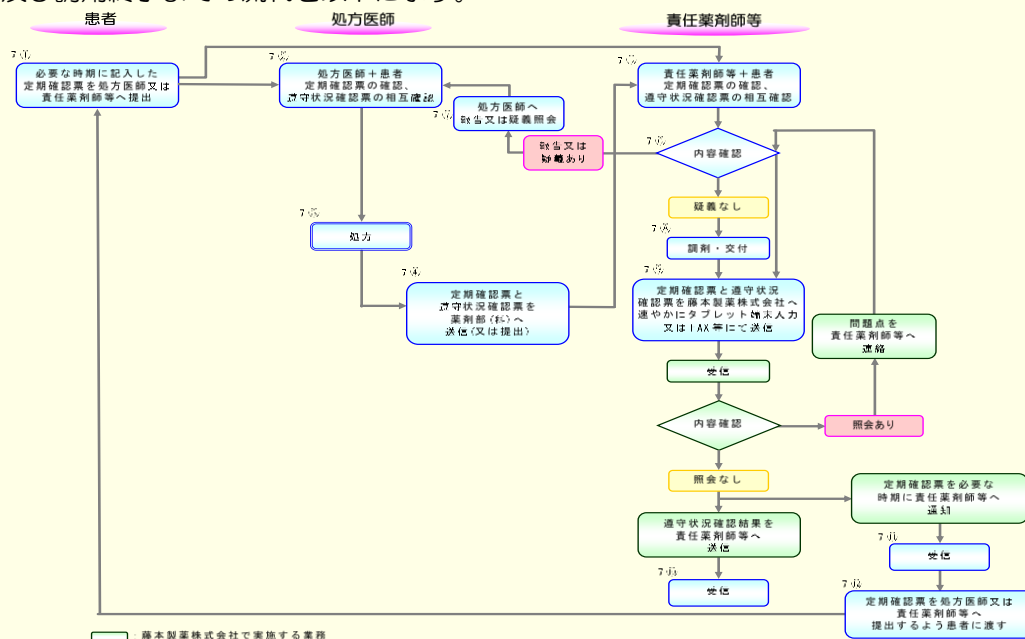 患者
処方医師
責任薬剤師等
必要な時期に記入した
定期確認票を処方医師又は
責任薬剤師等へ提出
処方医師＋患者
定期確認票の確認、
遵守状況確認票の相互確認
責任薬剤師等＋患者
定期確認票の確認、
遵守状況確認票の相互確認
処方医師へ
該当又は疑義照会
該当又は
疑義あり
内容確認
疑義なし
処方
調剤・交付
定期確認票と
遵守状況確認票を
薬剤部(科)へ
送信(又は提出)
定期確認票と遵守状況
確認票を藤本製薬株式会社へ
速やかにタブレット端末入力
又はFAX等にて送信
問題点を
責任薬剤師等へ
連絡
受信
内容確認
照会あり
照会なし
定期確認票を必要な
時期に責任薬剤師等へ
通知
遵守状況確認結果を
責任薬剤師等へ
送信
受信
受信
定期確認票を処方医師又は
責任薬剤師等へ
提出するよう患者に渡す
：藤本製薬株式会社で実施する業務